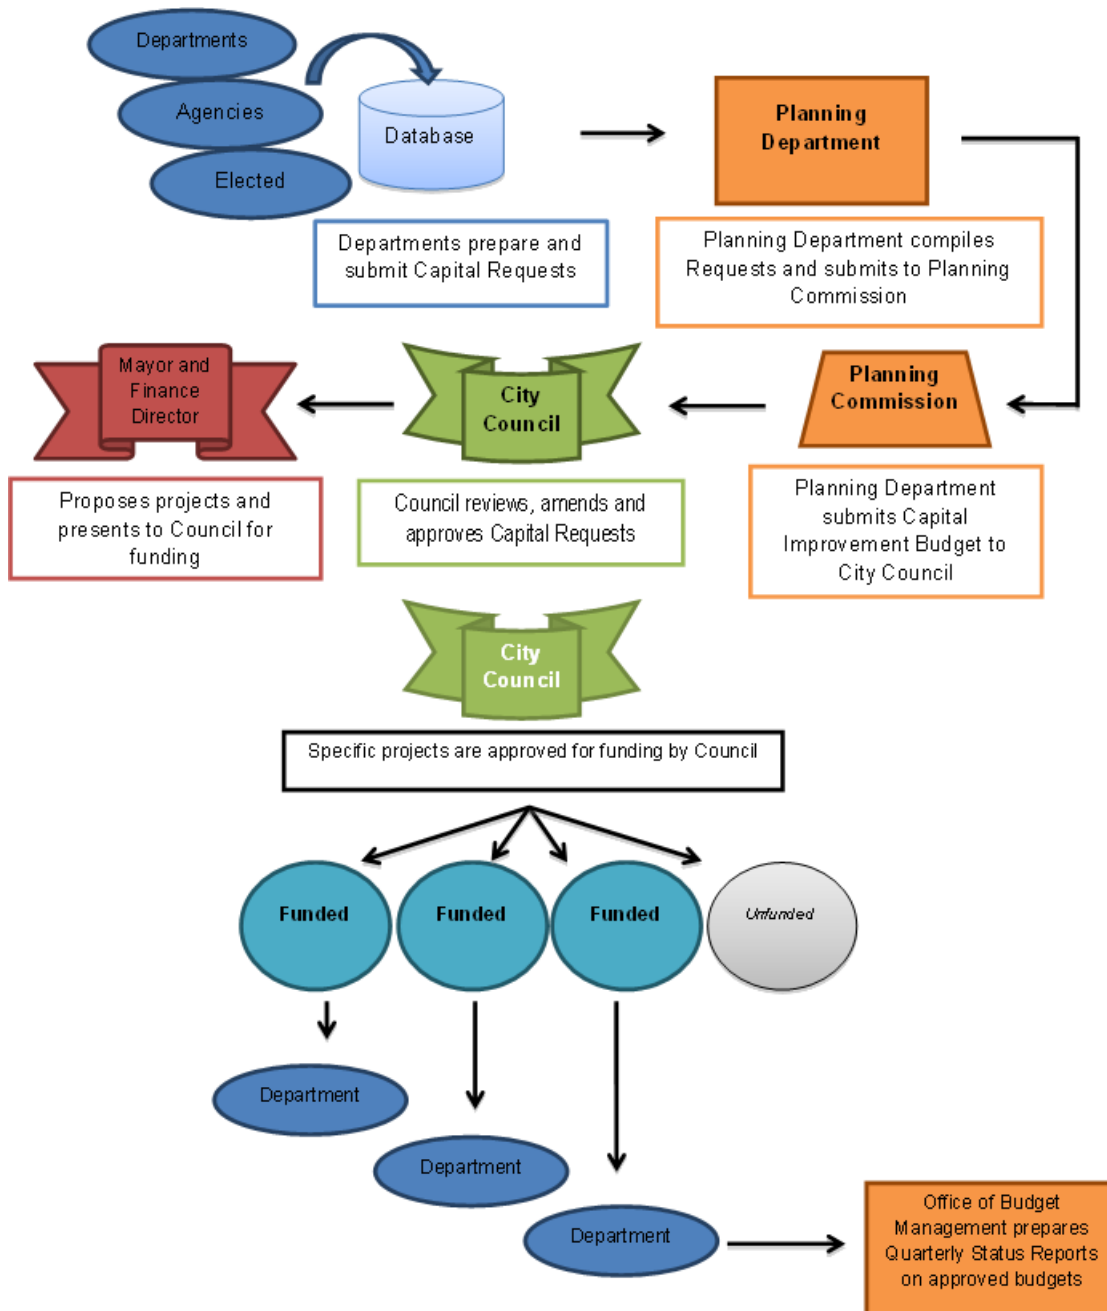 Departments
Agencies
Elected
Database
Planning
Department
Departments prepare and
submit Capital Requests
Planning Department compiles
Requests and submits to Planning
Commission
Mayor and
Finance
Director
City
Council
Planning
Commission
Proposes projects and
presents to Council for
funding
Council reviews, amends and
approves Capital Requests
Planning Department
submits Capital
Improvement Budget to
City Council
City
Council
Specific projects are approved for funding by Council
Funded
Funded
Funded
Unfunded
Department
Department
Department
Office of Budget
Management prepares
Quarterly Status Reports
on approved budgets